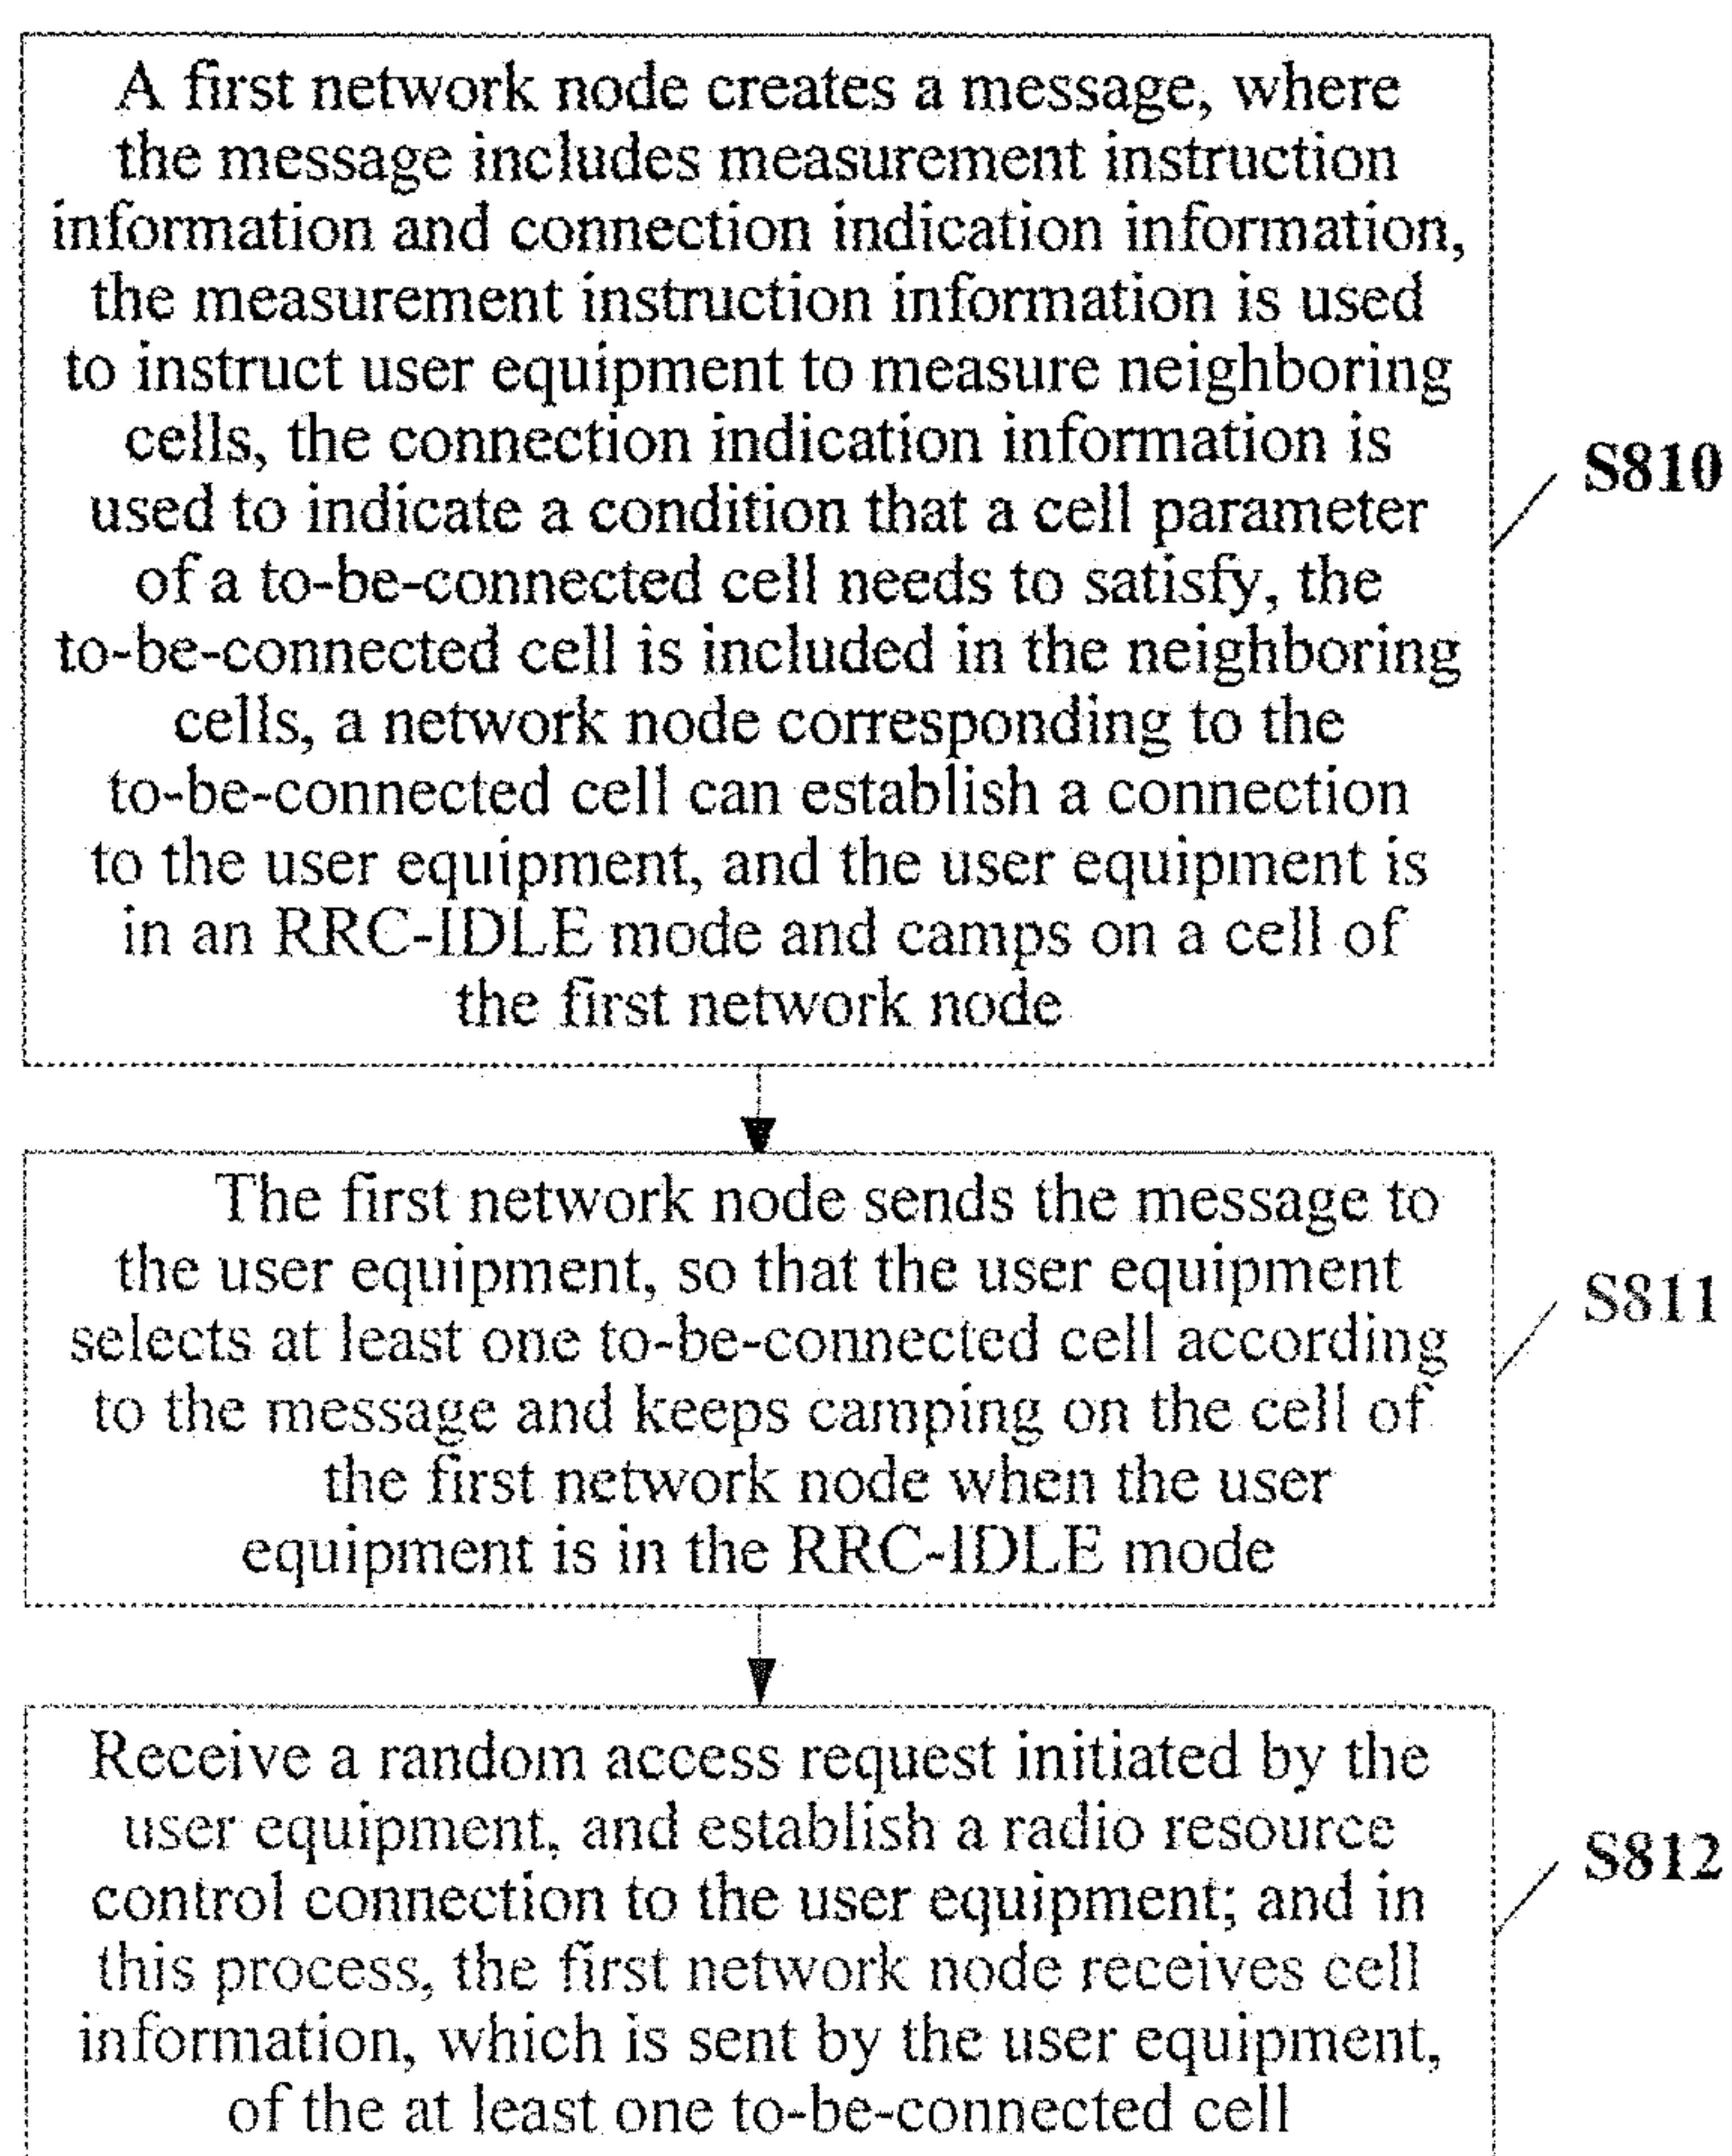 A first network node creates a message, where
the message includes measurement instruction
information and connection indication information,
the measurement instruction information is used
to instruct user equipment to measure neighboring
cells, the connection indication information is
used to indicate a condition that a cell parameter
of a to-be-connected cell needs to satisfy, the
to-be-connected cell is included in the neighboring
cells, a network node corresponding to the
to-be-connected cell can establish a connection
to the user equipment, and the user equipment is
in an RRC-IDLE mode and camps on a cell of
the first network node
S810
The first network node sends the message to
the user equipment, so that the user equipment
selects at least one to-be-connected cell according
to the message and keeps camping on the cell of
the first network node when the user
equipment is in the RRC-IDLE mode
S811
Receive a random access request initiated by the
user equipment, and establish a radio resource
control connection to the user equipment; and in
this process, the first network node receives cell
information, which is sent by the user equipment,
of the at least one to-be-connected cell
S812